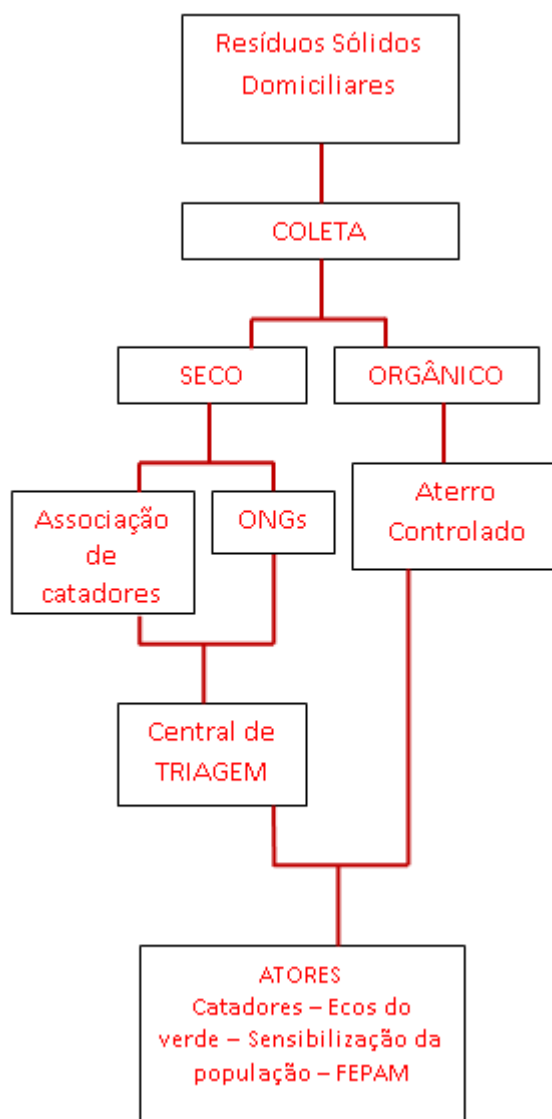 Resíduos Sólidos
Domiciliares
COLETA
SECO
ORGÂNICO
Associação
de
catadores
ONGs
Aterro
Controlado
Central de
TRIAGEM
ATORES
Catadores – Ecos do
verde – Sensibilização da
população – FEPAM